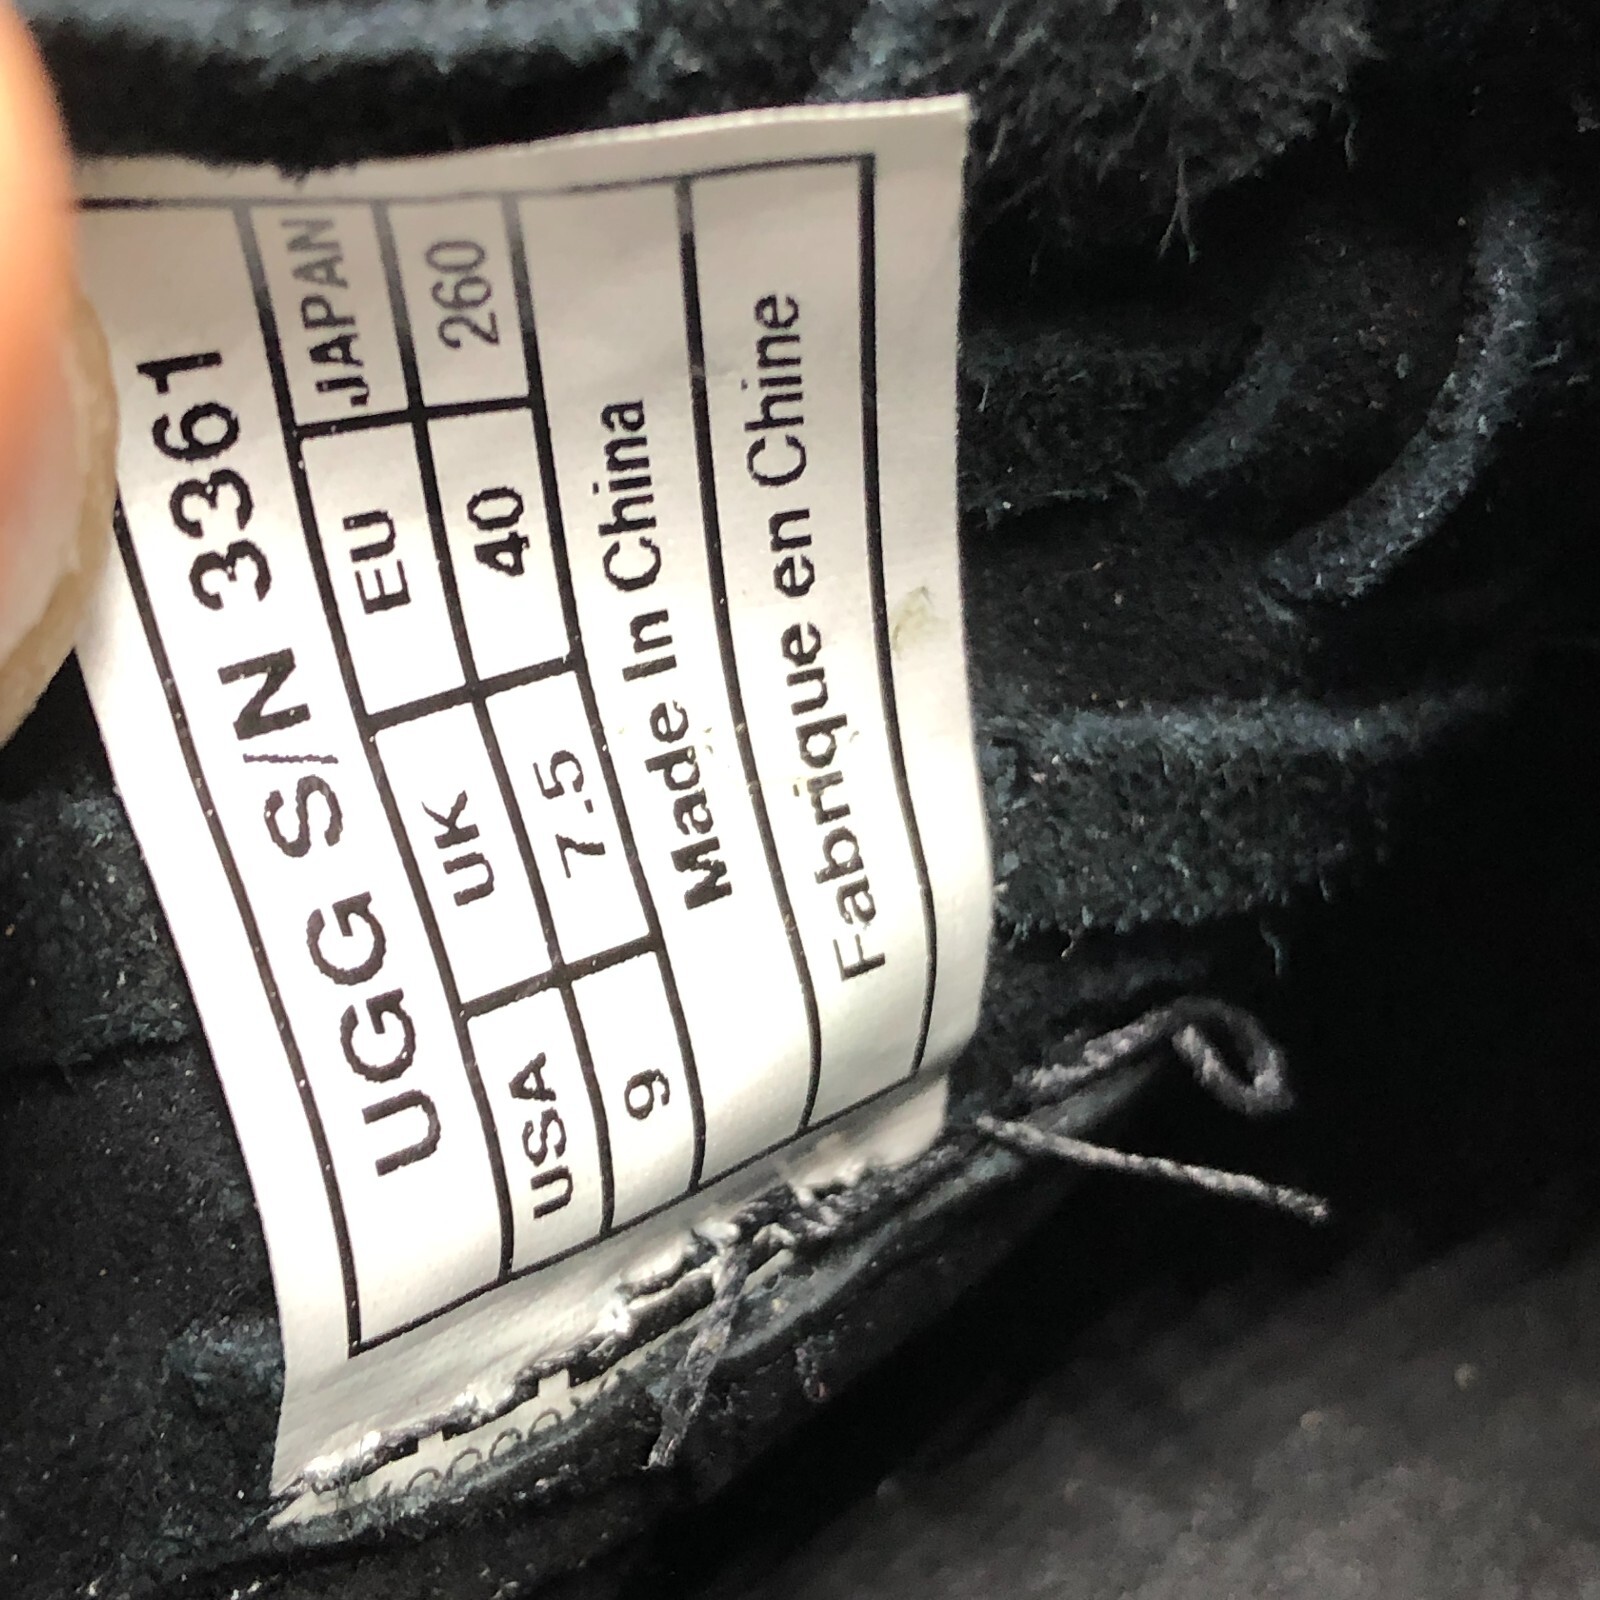 UGG S/N 3361
USA UK EU JAPAN
9 7.5 40 260
Made In China
Fabrique en Chine